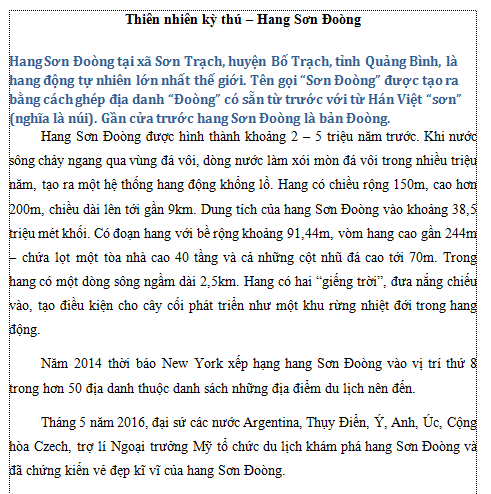 Thiên nhiên kỳ thú – Hang Sơn Đoòng
Hang Sơn Đoòng tại xã Sơn Trạch, huyện Bố Trạch, tỉnh Quảng Bình, là
hang động tự nhiên lớn nhất thế giới. Tên gọi “Sơn Đoòng” được tạo ra
bằng cách ghép địa danh “Đoòng” có sẵn từ trước với từ Hán Việt “sơn”
(nghĩa là núi). Gần cửa trước hang Sơn Đoòng là bản Đoòng.
Hang Sơn Đoòng được hình thành khoảng 2 – 5 triệu năm trước. Khi nước
sông chảy ngang qua vùng đá vôi, dòng nước làm xói mòn đá vôi trong nhiều triệu
năm, tạo ra một hệ thống hang động khổng lồ. Hang có chiều rộng 150m, cao hơn
200m, chiều dài lên tới gần 9km. Dung tích của hang Sơn Đoòng vào khoảng 38,5
triệu mét khối. Có đoạn hang với bề rộng khoảng 91,44m, vòm hang cao gần 244m
– chứa lọt một tòa nhà cao 40 tầng và cả những cột nhũ đá cao tới 70m. Trong
hang có một dòng sông ngầm dài 2,5km. Hang có hai “giếng trời”, đưa nắng chiếu
vào, tạo điều kiện cho cây cối phát triển như một khu rừng nhiệt đới trong hang
động.
Năm 2014 thời báo New York xếp hạng hang Sơn Đoòng vào vị trí thứ 8
trong hơn 50 địa danh thuộc danh sách những địa điểm du lịch nên đến.
Tháng 5 năm 2016, đại sứ các nước Argentina, Thụy Điển, Ý, Anh, Úc, Cộng
hòa Czech, trợ lí Ngoại trưởng Mỹ tổ chức du lịch khám phá hang Sơn Đoòng và
đã chứng kiến vẻ đẹp kĩ vĩ của hang Sơn Đoòng.